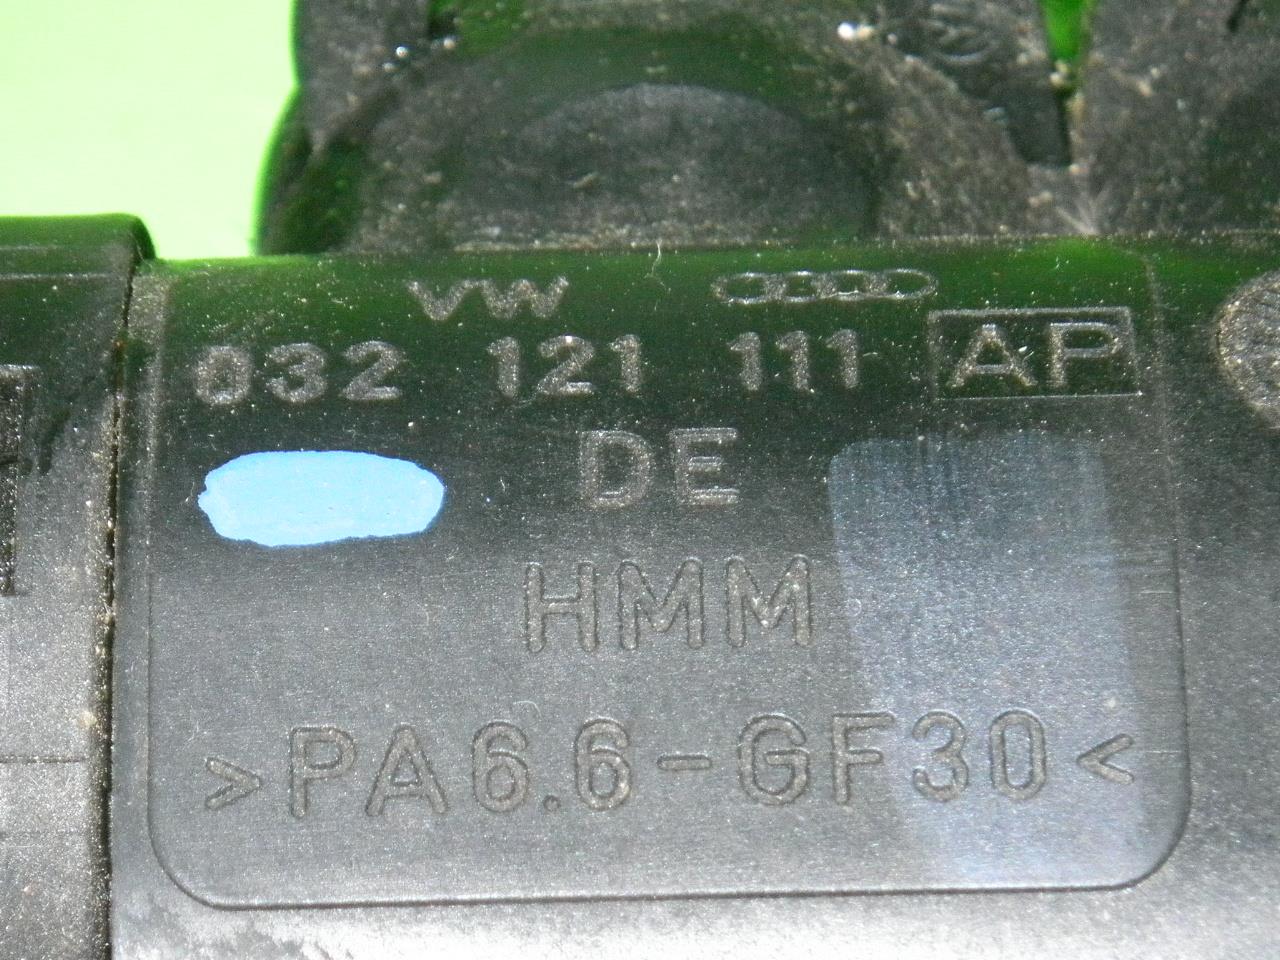 VW
032 121 111 AP
DE
HMM
>PA6.6-GF30<